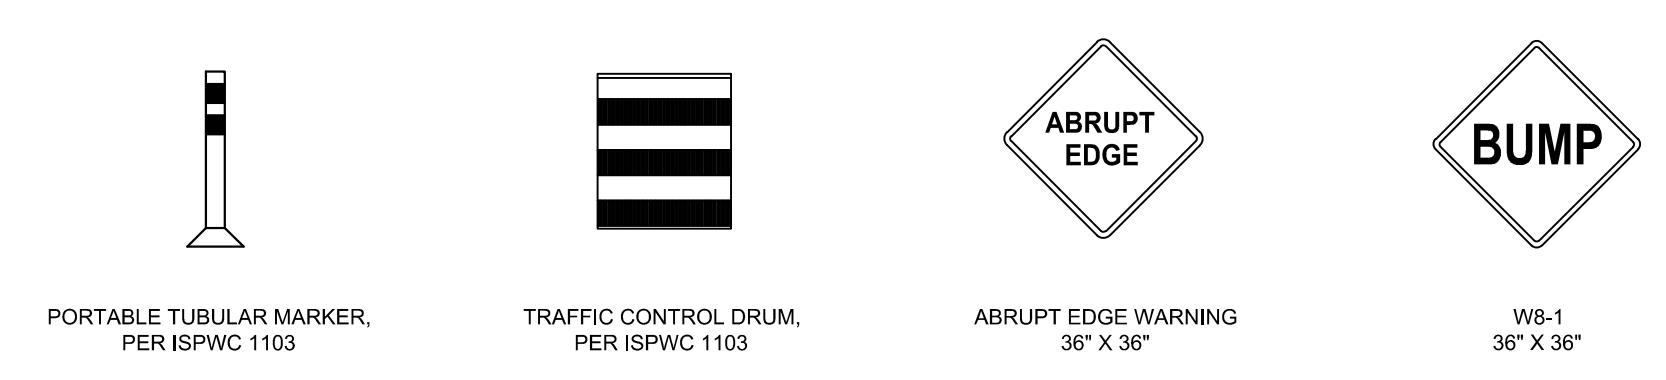 ABRUPT
EDGE
BUMP
PORTABLE TUBULAR MARKER,
PER ISPWC 1103
TRAFFIC CONTROL DRUM,
PER ISPWC 1103
ABRUPT EDGE WARNING
36" X 36"
W8-1
36" X 36"